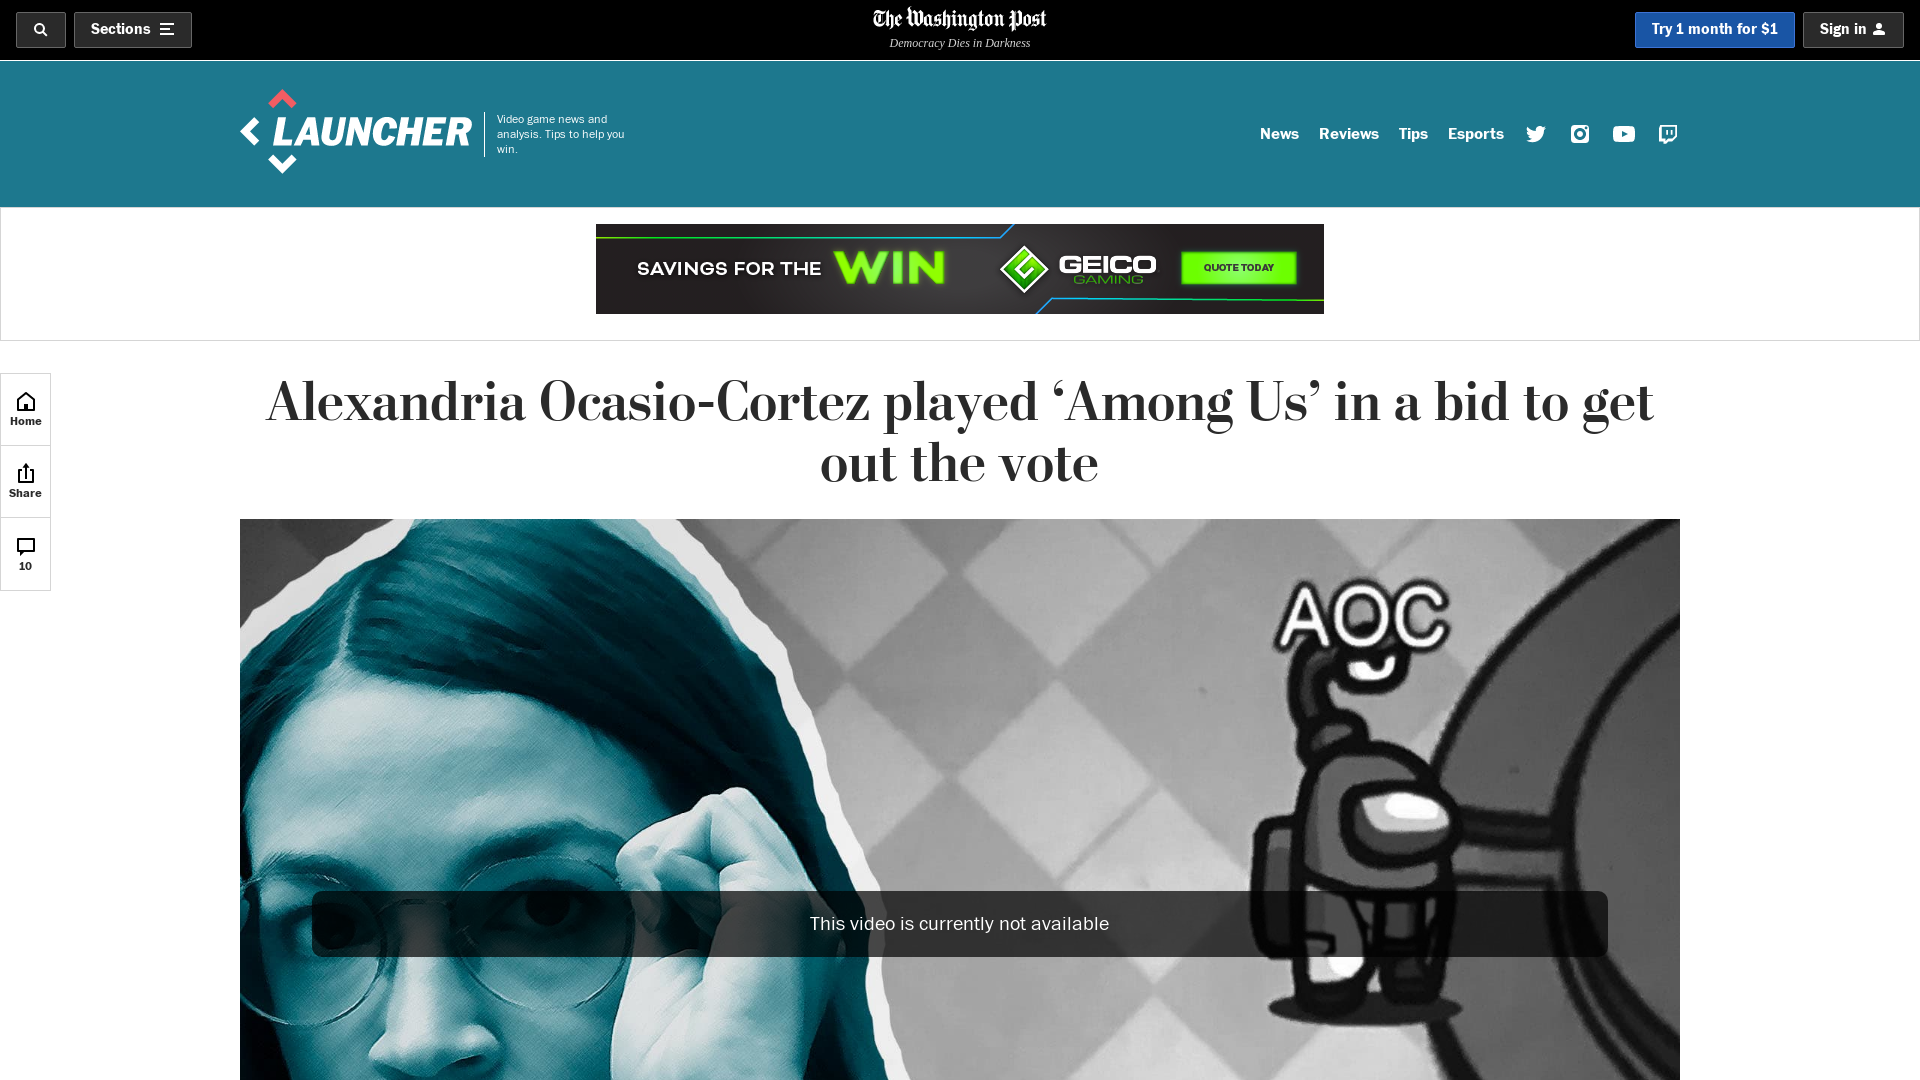 Sections
The Washington Post
Democracy Dies in Darkness
Try 1 month for $1
Sign in
LAUNCHER
Video game news and
analysis. Tips to help you
win.
News
Reviews
Tips
Esports
SAVINGS FOR THE WIN
GEICO
GAMING
QUOTE TODAY
Home
Share
10
Alexandria Ocasio-Cortez played ‘Among Us’ in a bid to get
out the vote
AOC
This video is currently not available